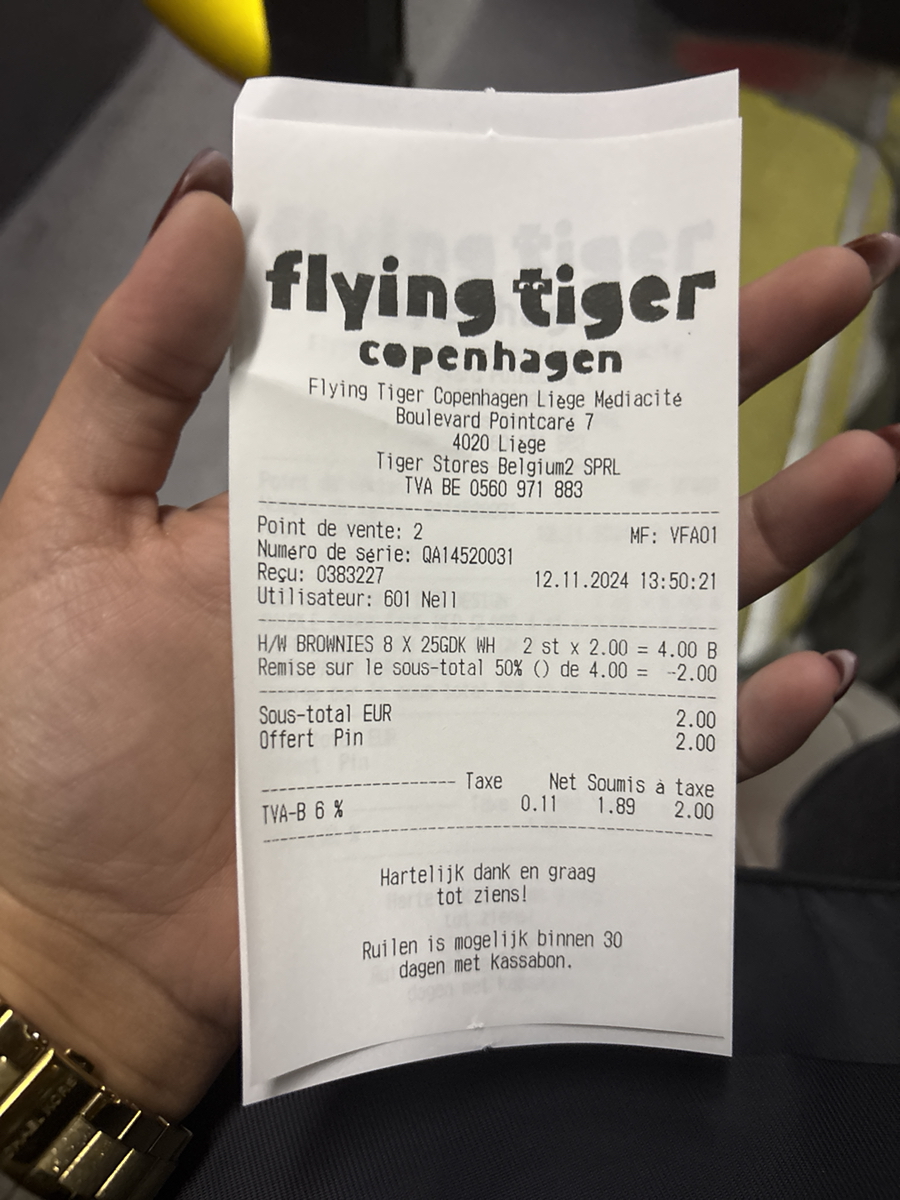 flying tiger
copenhagen
Flying Tiger Copenhagen Liège Médiacité
Boulevard Pointcaré 7
4020 Liège
Tiger Stores Belgium2 SPRL
TVA BE 0560 971 883
Point de vente: 2 MF: VFA01
Numéro de série: QA14520031
Reçu: 0383227 12.11.2024 13:50:21
Utilisateur: 601 Nell
H/W BROWNIES 8 X 25GDK WH 2 st x 2.00 = 4.00 B
Remise sur le sous-total 50% () de 4.00 = -2.00
Sous-total EUR 2.00
Offert Pin 2.00
Taxe Net Soumis à taxe
TVA-B 6 % 0.11 1.89 2.00
Hartelijk dank en graag
tot ziens!
Ruilen is mogelijk binnen 30
dagen met Kassabon.